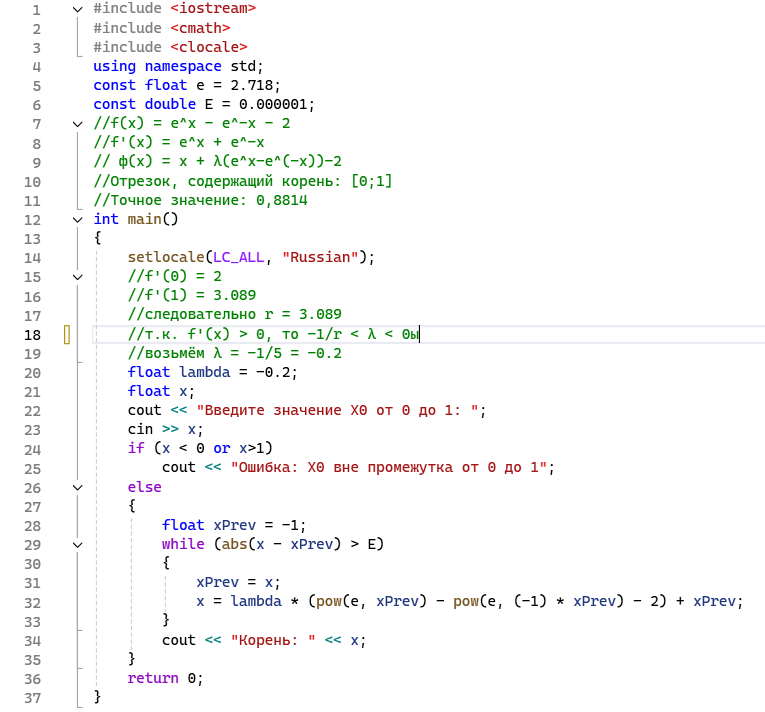 1 #include <iostream>
2 #include <cmath>
3 #include <clocale>
4 using namespace std;
5 const float e = 2.718;
6 const double E = 0.000001;
7 //f(x) = e^x - e^-x - 2
8 //f'(x) = e^x + e^-x
9 // ф(x) = x + λ(e^x-e^(-x))-2
10 //Отрезок, содержащий корень: [0;1]
11 //Точное значение: 0,8814
12 int main()
13 {
14 setlocale(LC_ALL, "Russian");
15 //f'(0) = 2
16 //f'(1) = 3.089
17 //следовательно r = 3.089
18 //т.к. f'(x) > 0, то -1/r < λ < 0ы
19 //возьмём λ = -1/5 = -0.2
20 float lambda = -0.2;
21 float x;
22 cout << "Введите значение X0 от 0 до 1: ";
23 cin >> x;
24 if (x < 0 or x>1)
25 cout << "Ошибка: X0 вне промежутка от 0 до 1";
26 else
27 {
28 float xPrev = -1;
29 while (abs(x - xPrev) > E)
30 {
31 xPrev = x;
32 x = lambda * (pow(e, xPrev) - pow(e, (-1) * xPrev) - 2) + xPrev;
33 }
34 cout << "Корень: " << x;
35 }
36 return 0;
37 }